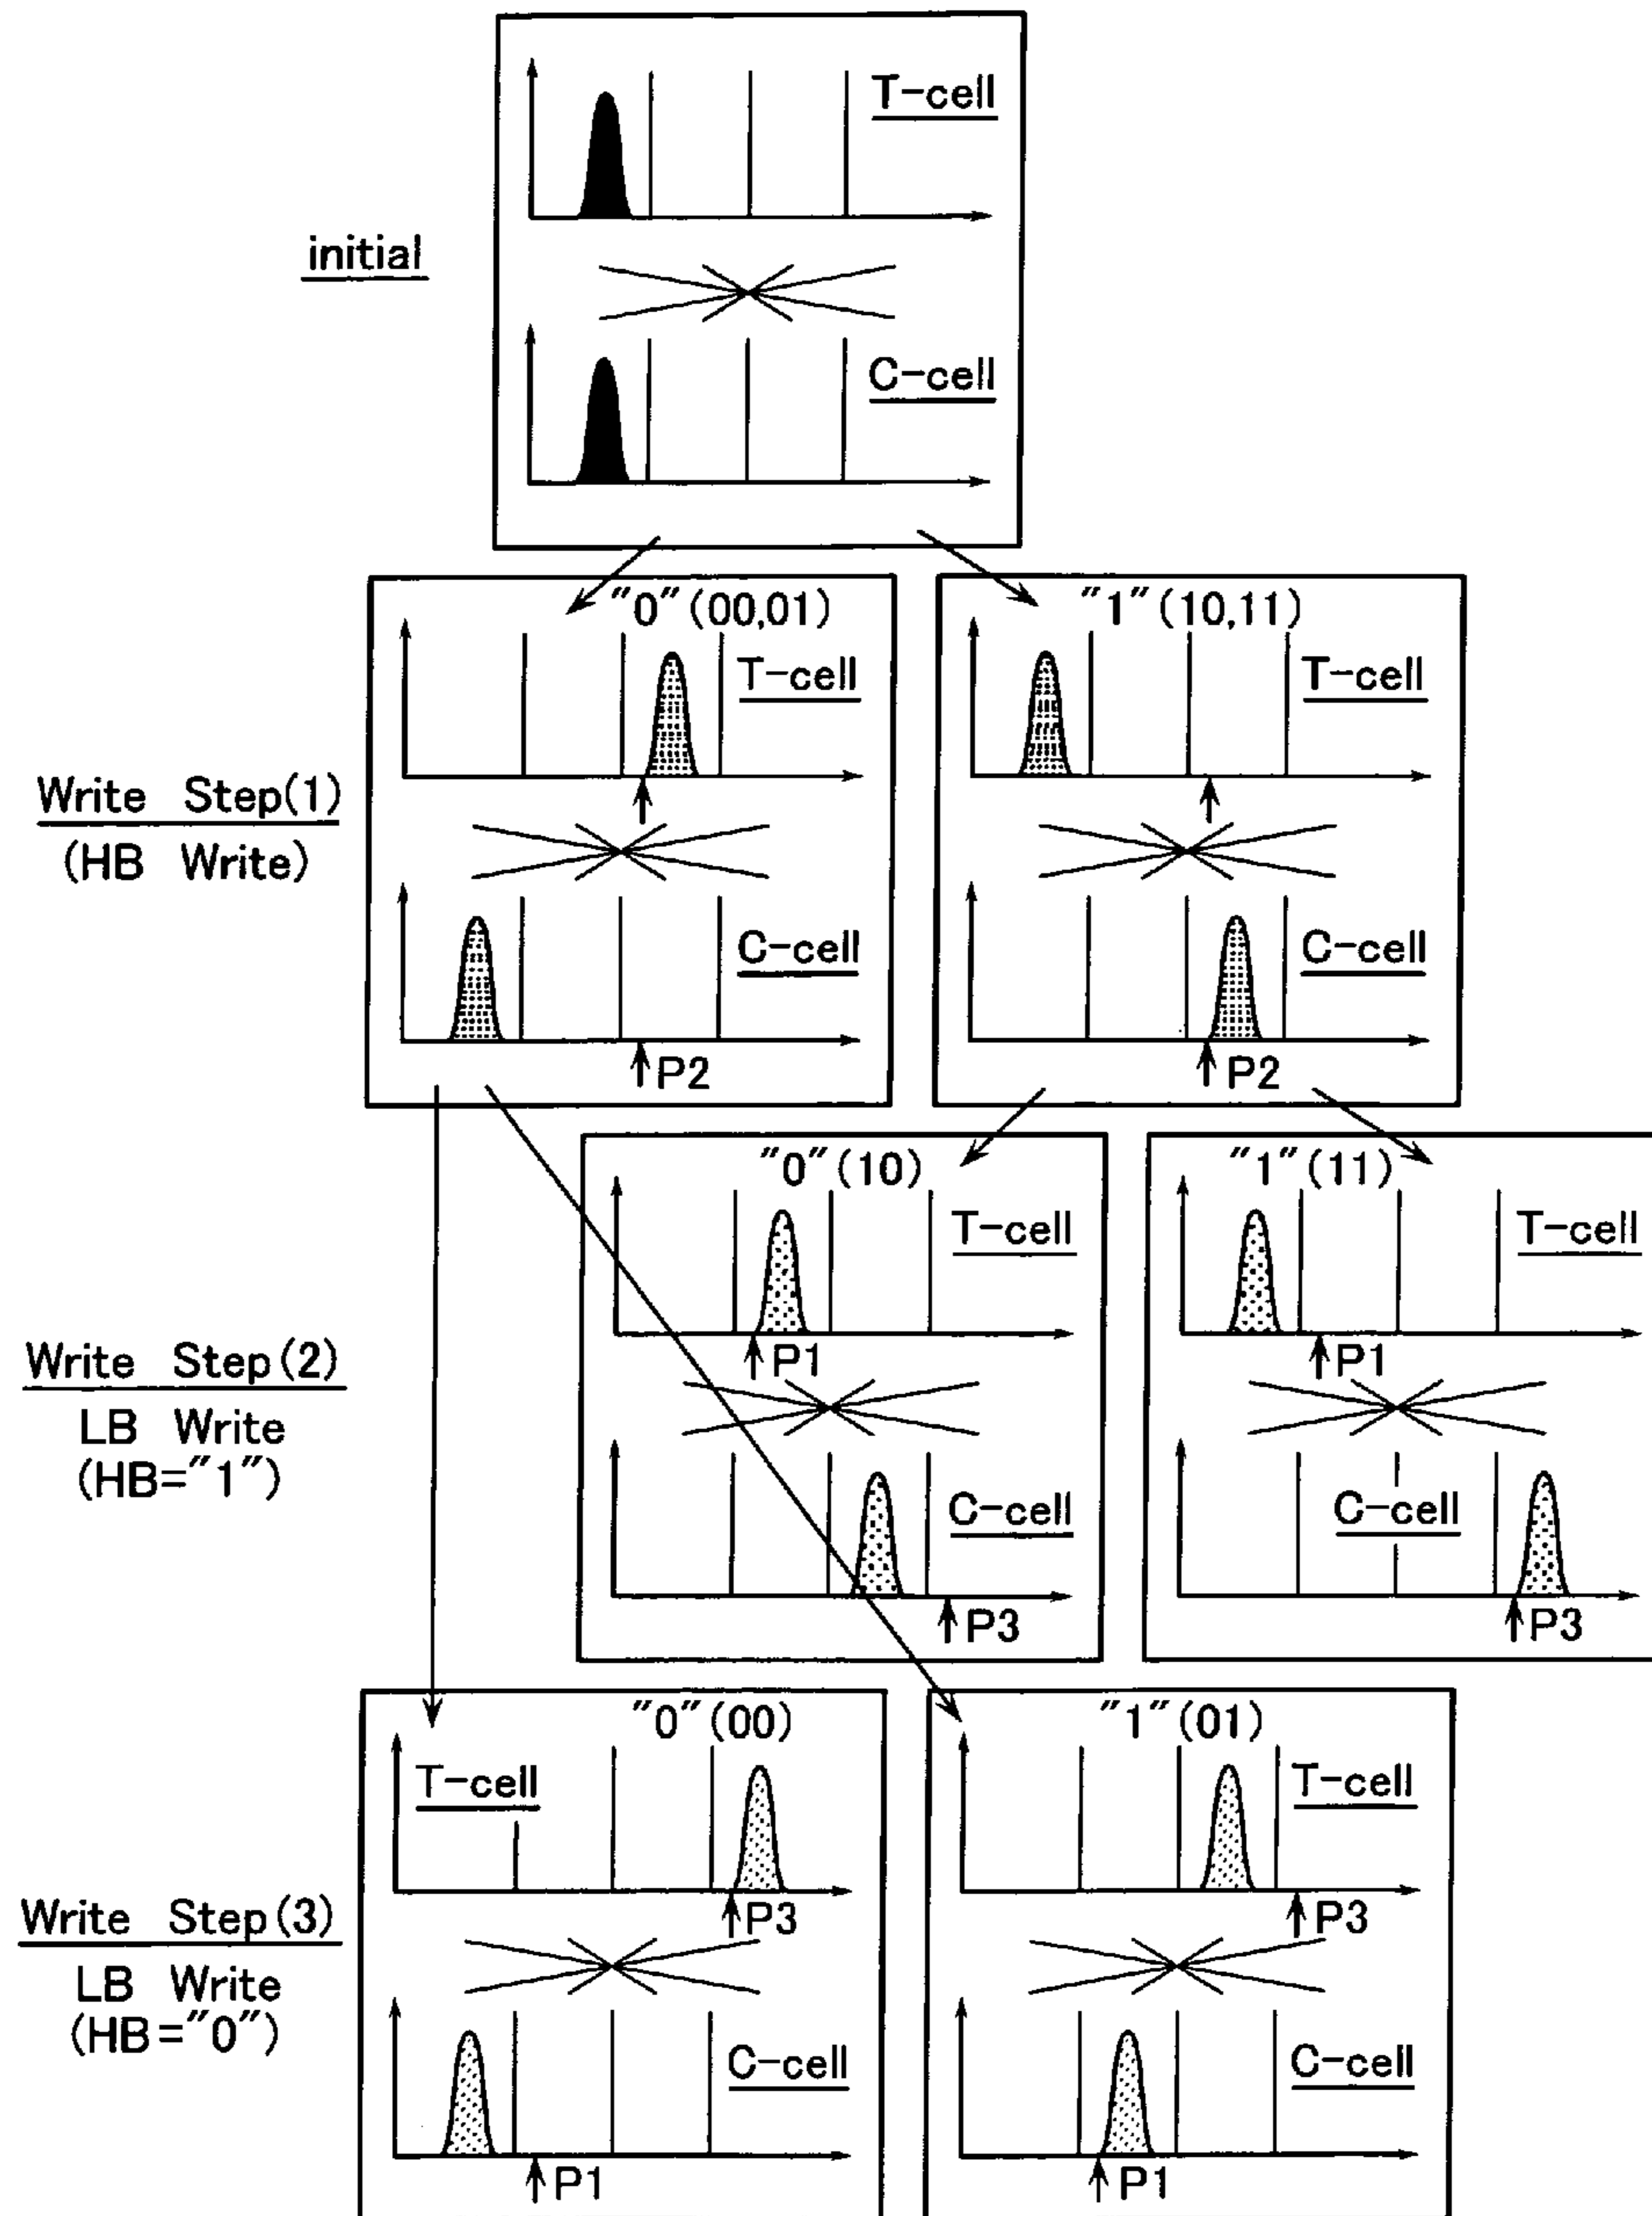 T-cell
initial
C-cell
"0"(00,01)
T-cell
"1"(10,11)
T-cell
Write Step(1)
(HB Write)
C-cell
P2
C-cell
P2
"0"(10)
T-cell
P1
"1"(11)
T-cell
P1
Write Step(2)
LB Write
(HB="1")
C-cell
P3
C-cell
P3
"0"(00)
T-cell
P3
"1"(01)
T-cell
P3
Write Step(3)
LB Write
(HB="0")
C-cell
P1
C-cell
P1